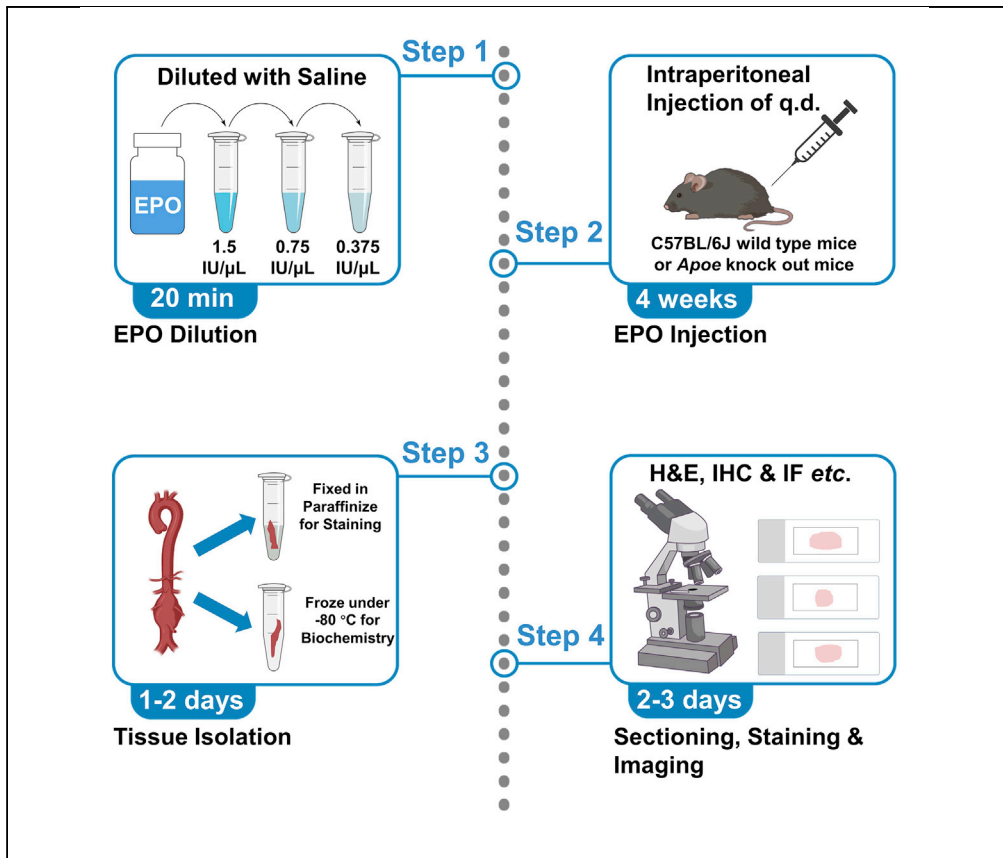 Step 1
Diluted with Saline
EPO
1.5
IU/µL
0.75
IU/µL
0.375
IU/µL
20 min
EPO Dilution
Step 2
Intraperitoneal
Injection of q.d.
C57BL/6J wild type mice
or Apoe knock out mice
4 weeks
EPO Injection
Step 3
Fixed in
Paraffinize
for Staining
Froze under
-80 °C for
Biochemistry
1-2 days
Tissue Isolation
Step 4
H&E, IHC & IF etc.
2-3 days
Sectioning, Staining &
Imaging